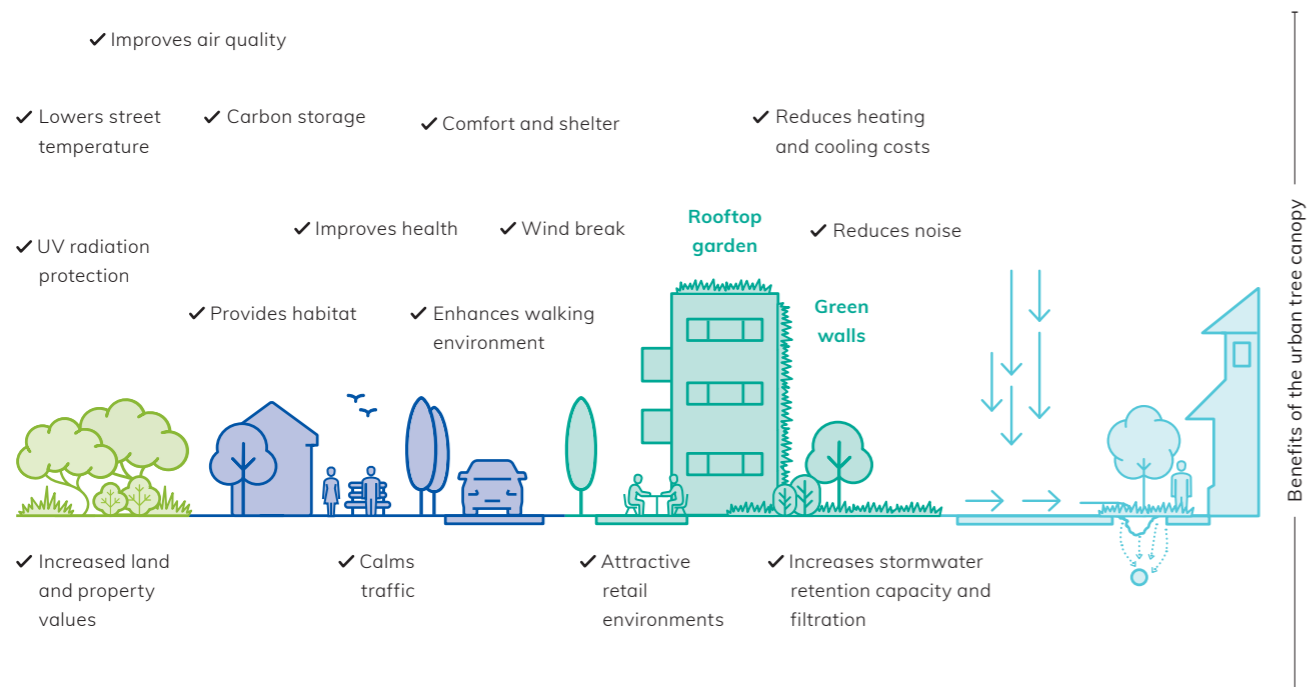 ✓ Improves air quality
✓ Lowers street
temperature
✓ Carbon storage
✓ Comfort and shelter
✓ Reduces heating
and cooling costs
✓ UV radiation
protection
✓ Improves health
✓ Wind break
Rooftop
garden
✓ Reduces noise
✓ Provides habitat
✓ Enhances walking
environment
Green
walls
✓ Increased land
and property
values
✓ Calms
traffic
✓ Attractive
retail
environments
✓ Increases stormwater
retention capacity and
filtration
Benefits of the urban tree canopy